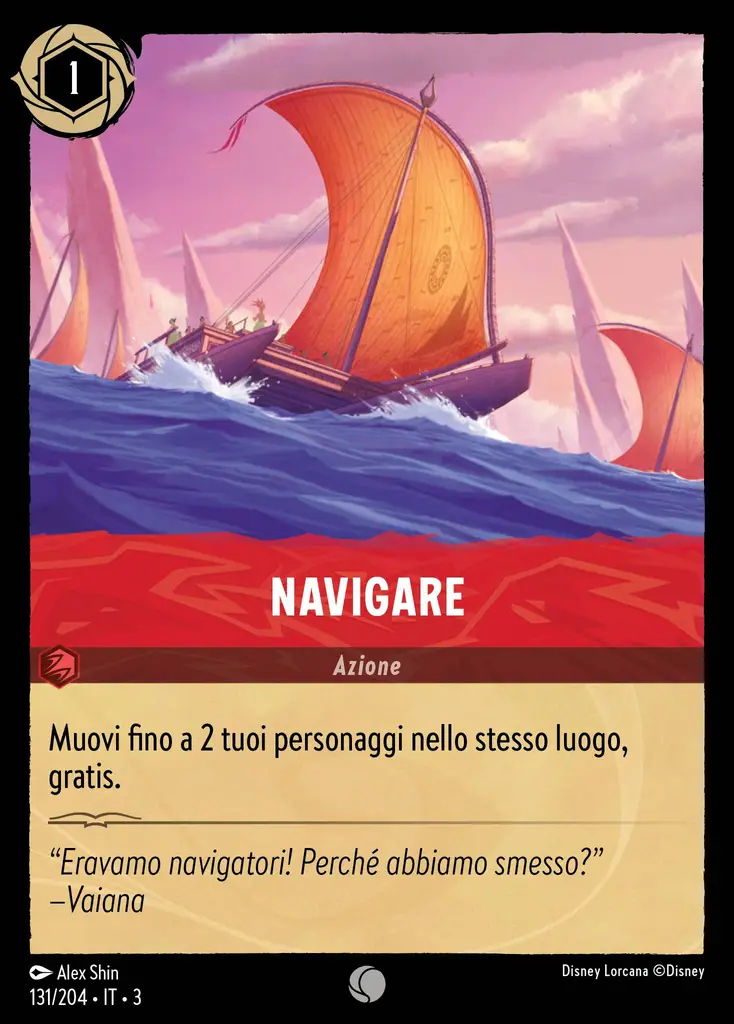 1
NAVIGARE
Azione
Muovi fino a 2 tuoi personaggi nello stesso luogo,
gratis.
“Eravamo navigatori! Perché abbiamo smesso?”
–Vaiana
Alex Shin
Disney Lorcana ©Disney
131/204 • IT • 3